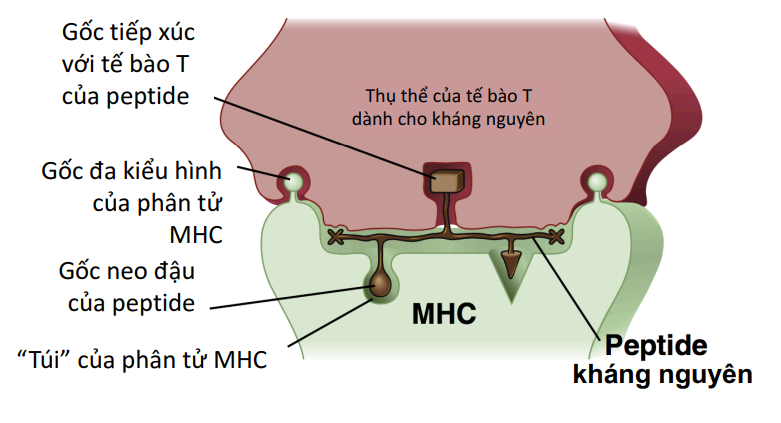 Gốc tiếp xúc
với tế bào T
của peptide
Thụ thể của tế bào T
dành cho kháng nguyên
Gốc đa kiểu hình
của phân tử
MHC
Gốc neo đậu
của peptide
“Túi” của phân tử MHC
MHC
Peptide
kháng nguyên